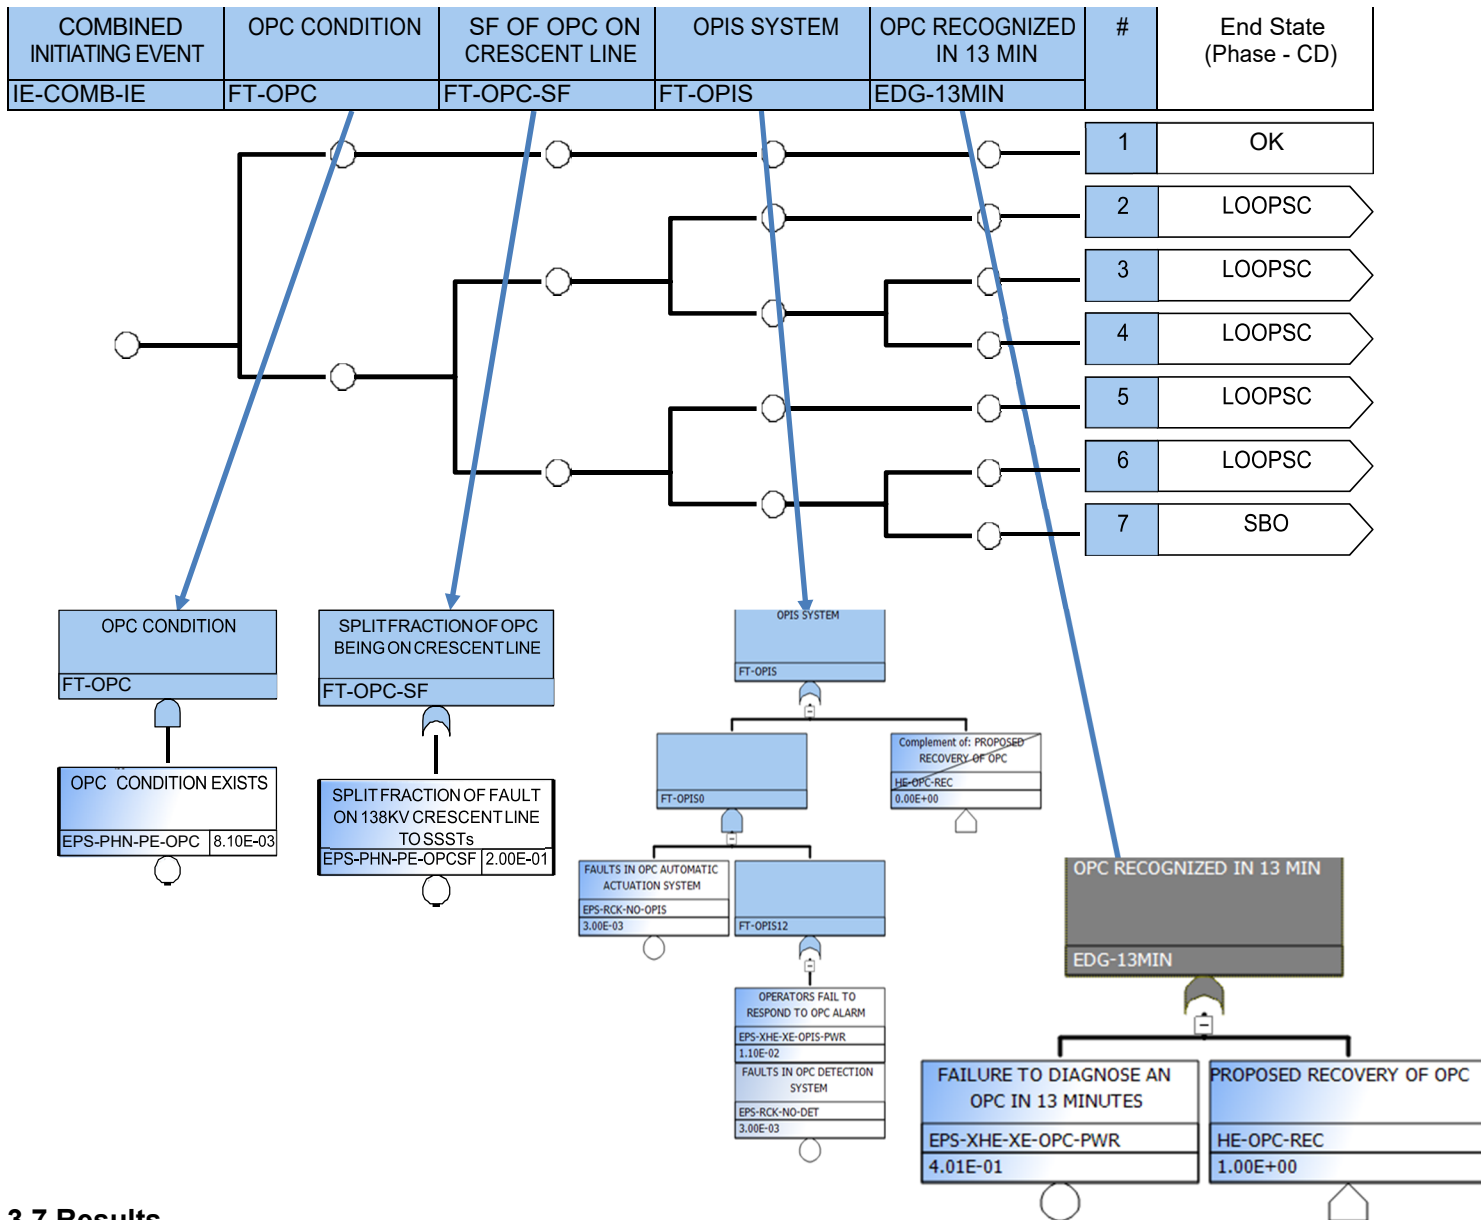 COMBINED
INITIATING EVENT
OPC CONDITION
SF OF OPC ON
CRESCENT LINE
OPIS SYSTEM
OPC RECOGNIZED
IN 13 MIN
#
End State
(Phase - CD)
IE-COMB-IE
FT-OPC
FT-OPC-SF
FT-OPIS
EDG-13MIN
1
OK
2
LOOPSC
3
LOOPSC
4
LOOPSC
5
LOOPSC
6
LOOPSC
7
SBO
OPC CONDITION
FT-OPC
OPC CONDITION EXISTS
EPS-PHN-PE-OPC
8.10E-03
SPLIT FRACTION OF OPC
BEING ON CRESCENT LINE
FT-OPC-SF
SPLIT FRACTION OF FAULT
ON 138KV CRESCENT LINE
TO SSSTs
EPS-PHN-PE-OPCSF
2.00E-01
OPIS SYSTEM
FT-OPIS
FT-OPIS0
Complement of: PROPOSED
RECOVERY OF OPC
HE-OPC-REC
0.00E+00
FAULTS IN OPC AUTOMATIC
ACTUATION SYSTEM
EPS-RCK-NO-OPIS
3.00E-03
FT-OPIS12
OPERATORS FAIL TO
RESPOND TO OPC ALARM
EPS-XHE-XE-OPIS-PWR
1.10E-02
FAULTS IN OPC DETECTION
SYSTEM
EPS-RCK-NO-DET
3.00E-03
OPC RECOGNIZED IN 13 MIN
EDG-13MIN
FAILURE TO DIAGNOSE AN
OPC IN 13 MINUTES
EPS-XHE-XE-OPC-PWR
4.01E-01
PROPOSED RECOVERY OF OPC
HE-OPC-REC
1.00E+00
3.7 Results